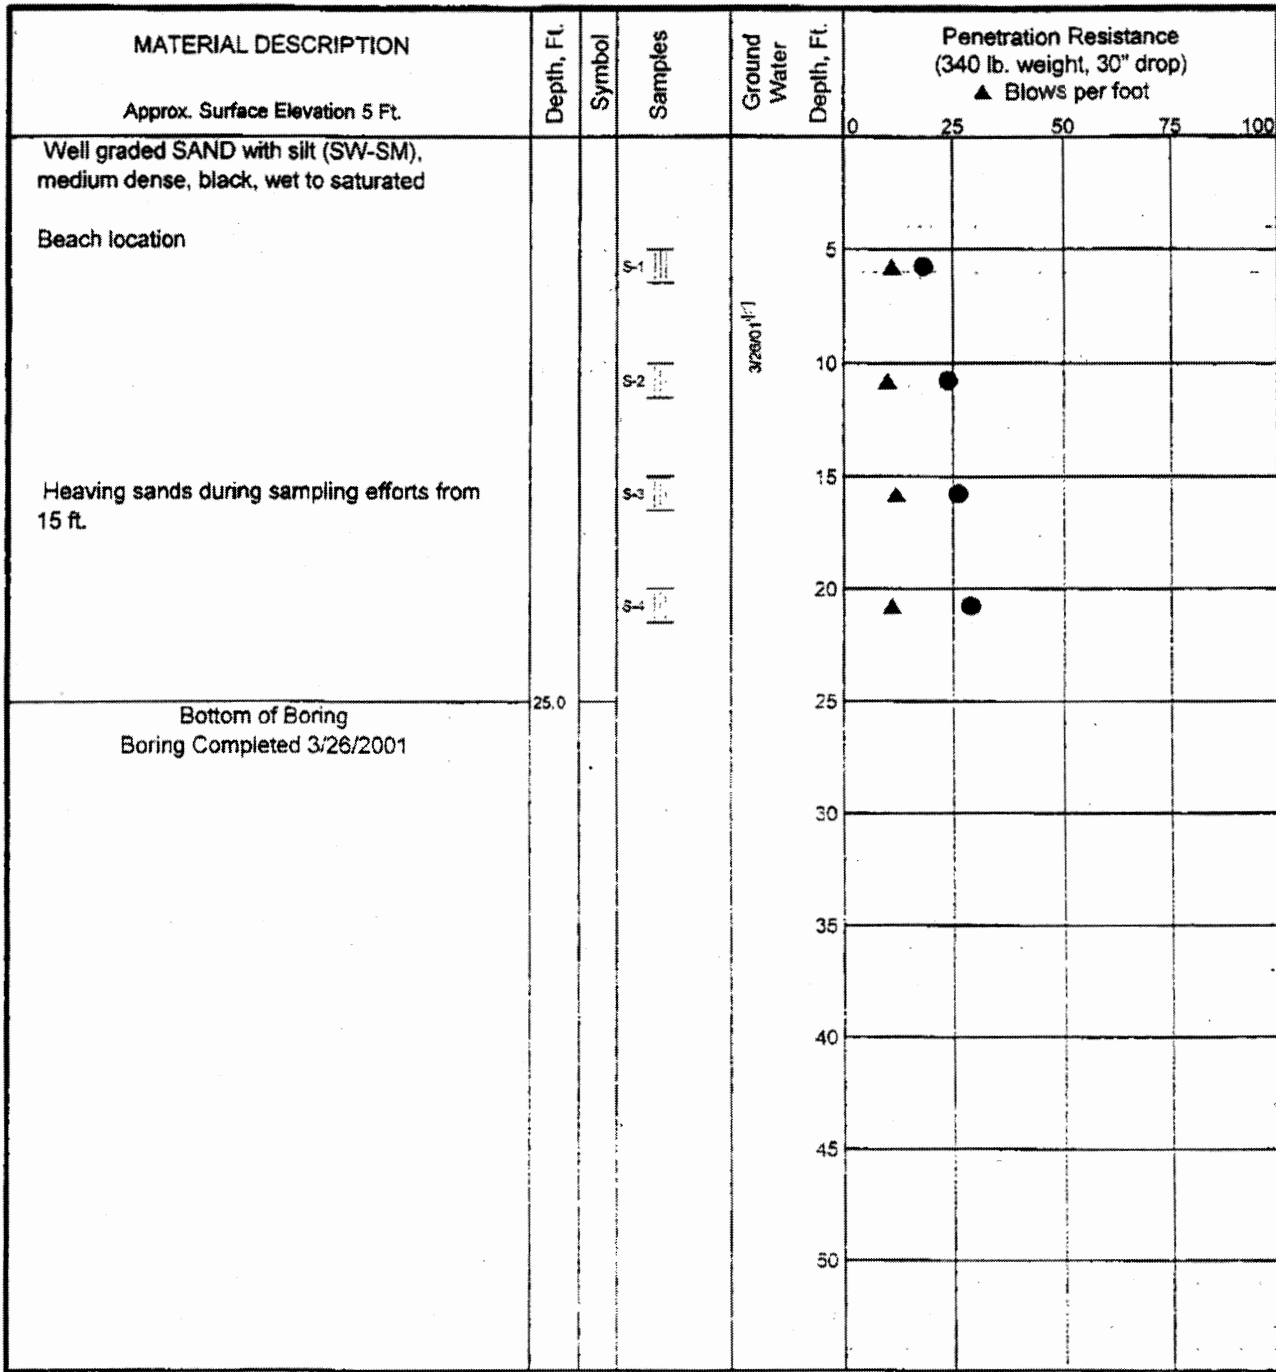 MATERIAL DESCRIPTION
Approx. Surface Elevation 5 Ft.
Depth, Ft.
Symbol
Samples
Ground
Water
Depth, Ft.
Penetration Resistance
(340 lb. weight, 30" drop)
▲ Blows per foot
0 25 50 75 100
Well graded SAND with silt (SW-SM),
medium dense, black, wet to saturated
Beach location
S-1
5
3/26/01
S-2
10
Heaving sands during sampling efforts from
15 ft.
S-3
15
S-4
20
25.0
25
Bottom of Boring
Boring Completed 3/26/2001
30
35
40
45
50